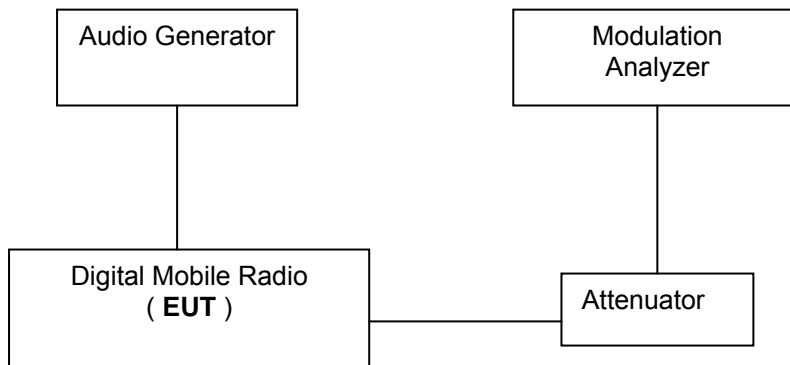 Audio Generator
Modulation
Analyzer
Digital Mobile Radio
( EUT )
Attenuator